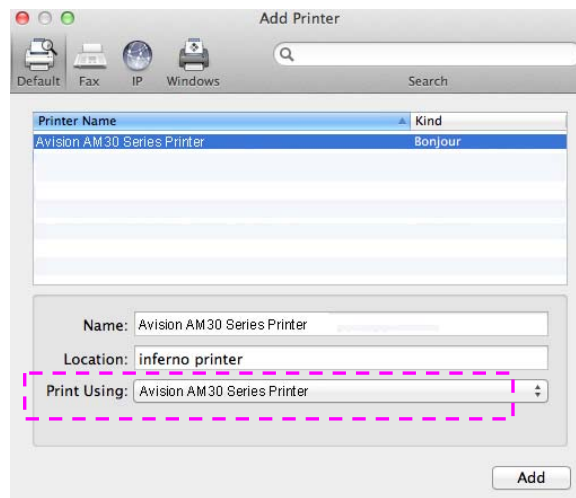 Add Printer
Default Fax IP Windows Search
Printer Name Kind
Avision AM30 Series Printer Bonjour
Name: Avision AM30 Series Printer
Location: inferno printer
Print Using: Avision AM30 Series Printer
Add